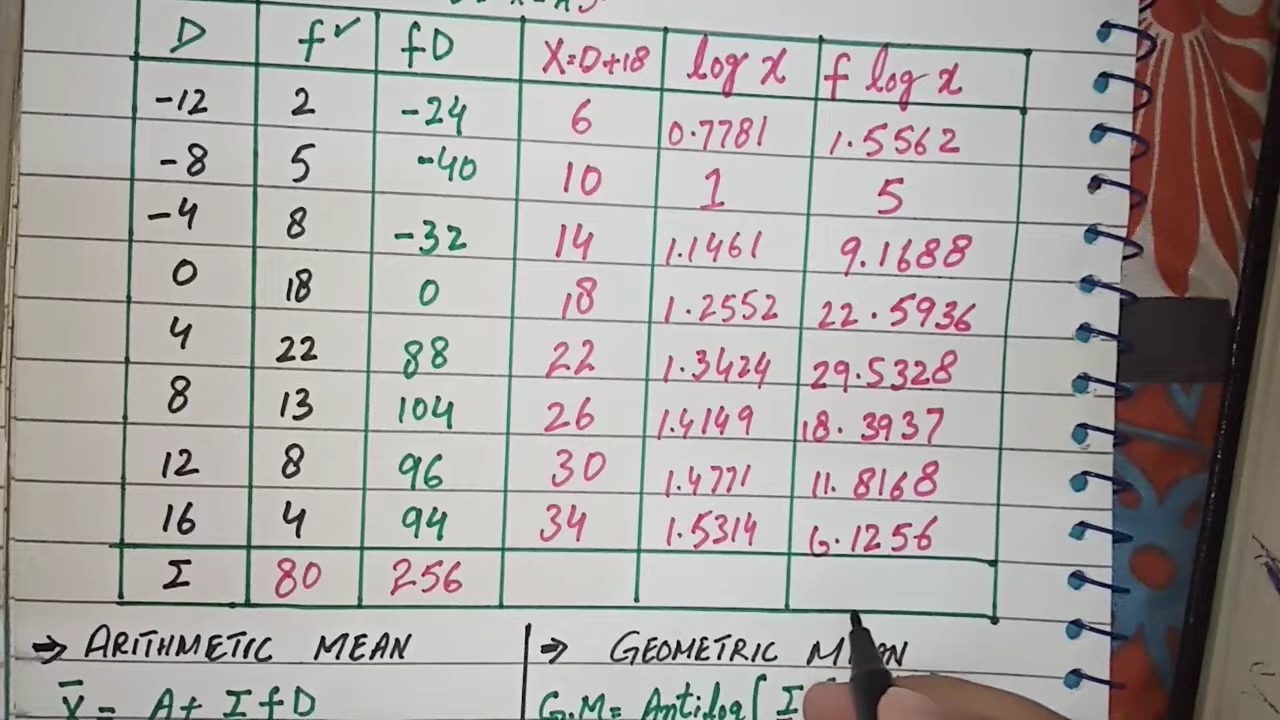 D f✓ fD X=D+18 log x f log x
-12 2 -24 6 0.7781 1.5562
-8 5 -40 10 1 5
-4 8 -32 14 1.1461 9.1688
0 18 0 18 1.2552 22.5936
4 22 88 22 1.3424 29.5328
8 13 104 26 1.4149 18.3937
12 8 96 30 1.4771 11.8168
16 4 94 34 1.5314 6.1256
Σ 80 256
⇒ ARITHMETIC MEAN
X̅ = A+ ΣfD
⇒ GEOMETRIC MEAN
G.M= Antilog[ Σ